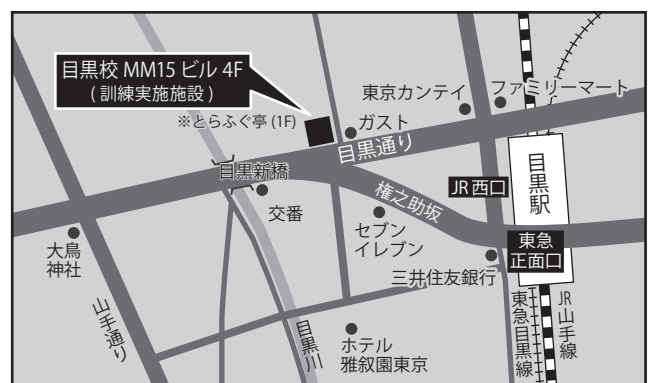 目黒校 MM15 ビル 4F
( 訓練実施施設 )
※とらふぐ亭 (1F)
東京カンテイ
ファミリーマート
ガスト
目黒通り
目黒新橋
交番
権之助坂
JR 西口
目黒駅
東急
正面口
セブン
イレブン
三井住友銀行
大鳥
神社
山手通り
目黒川
ホテル
雅叙園東京
東急目黒線
JR山手線